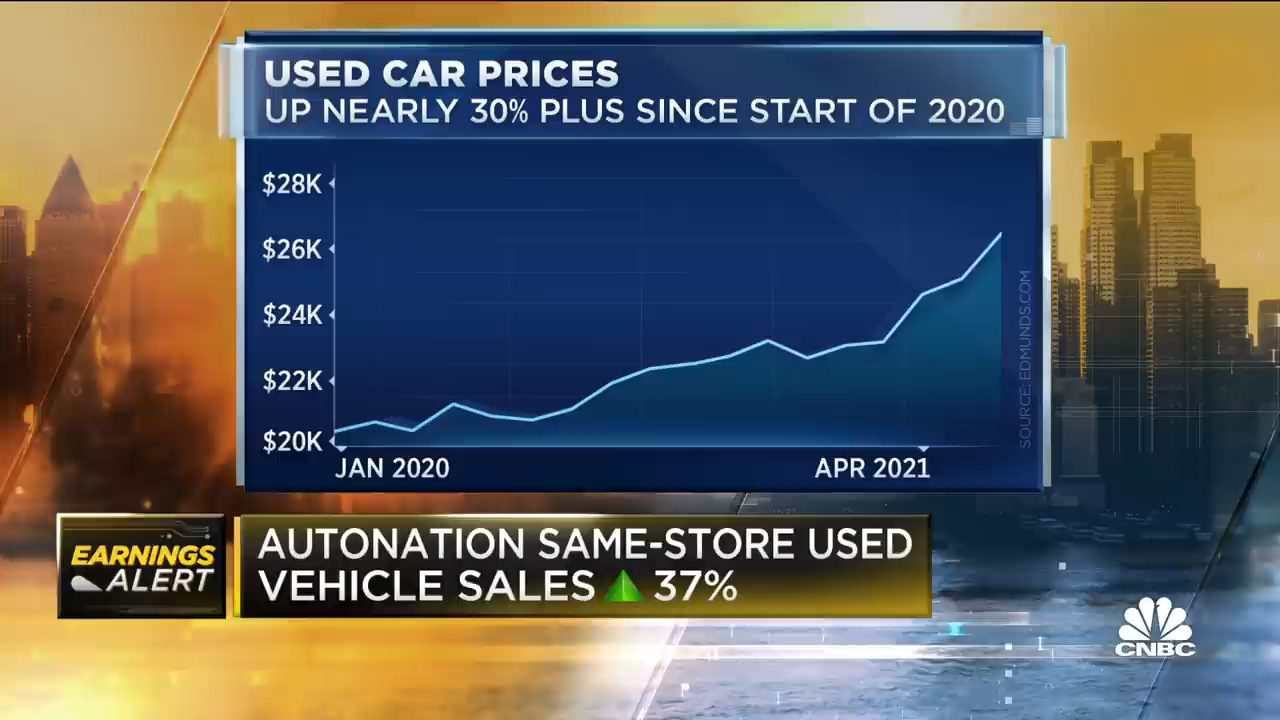 USED CAR PRICES
UP NEARLY 30% PLUS SINCE START OF 2020
$28K
$26K
$24K
$22K
$20K
JAN 2020
APR 2021
SOURCE: EDMUNDS.COM
EARNINGS
ALERT
AUTONATION SAME-STORE USED
VEHICLE SALES ▲ 37%
CNBC